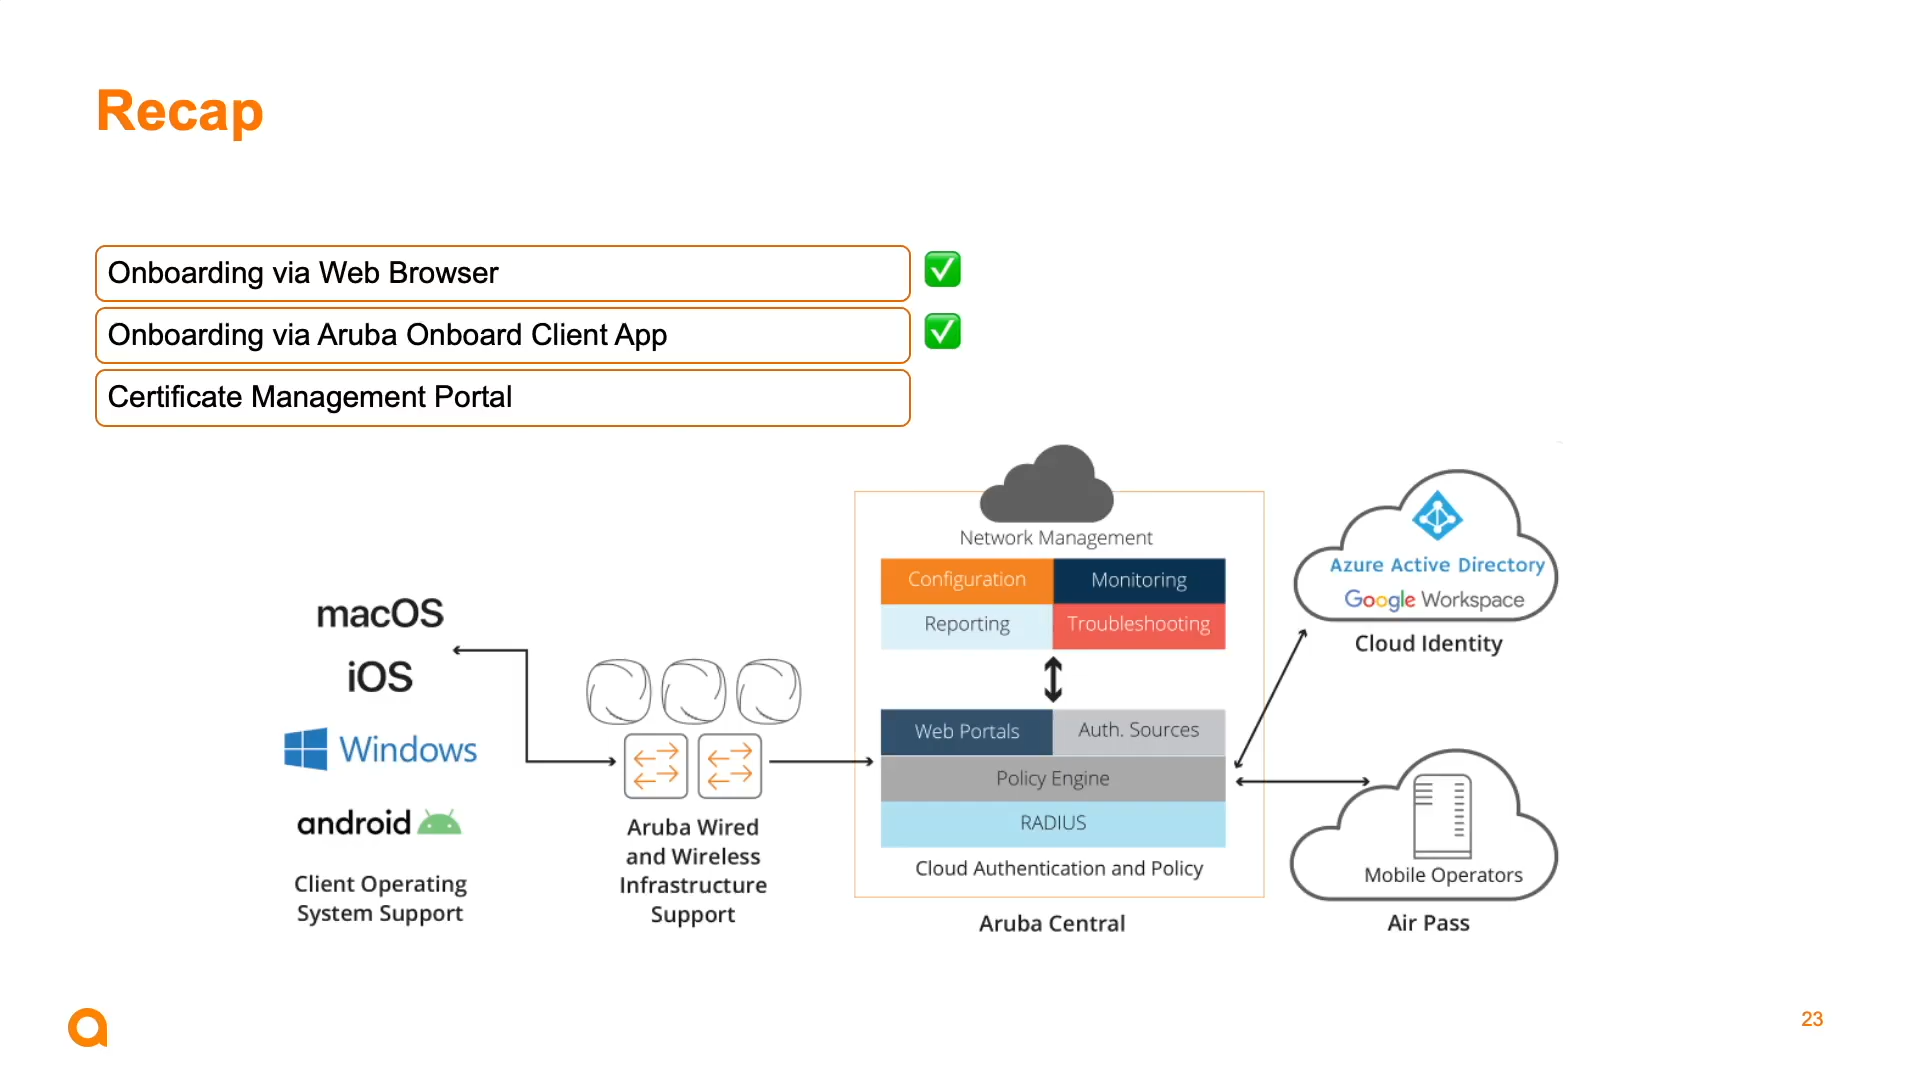 Recap
Onboarding via Web Browser
Onboarding via Aruba Onboard Client App
Certificate Management Portal
macOS
iOS
Windows
android
Client Operating
System Support
Aruba Wired
and Wireless
Infrastructure
Support
Network Management
Configuration
Monitoring
Reporting
Troubleshooting
Web Portals
Auth. Sources
Policy Engine
RADIUS
Cloud Authentication and Policy
Aruba Central
Azure Active Directory
Google Workspace
Cloud Identity
Mobile Operators
Air Pass
23